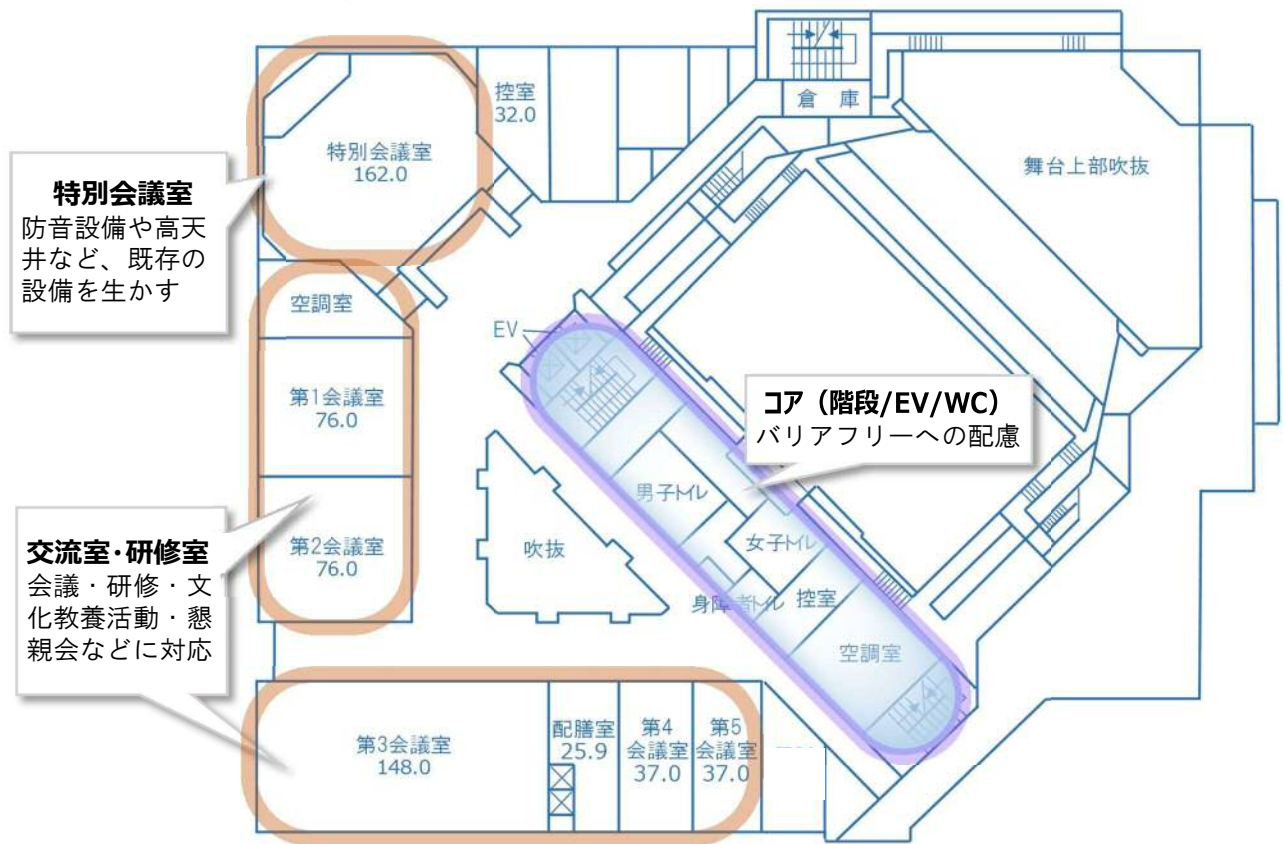 控室
32.0
倉 庫
特別会議室
162.0
舞台上部吹抜
特別会議室
防音設備や高天
井など、既存の
設備を生かす
空調室
EV
第1会議室
76.0
コア（階段/EV/WC）
バリアフリーへの配慮
男子トイレ
女子トイレ
第2会議室
76.0
吹抜
交流室・研修室
会議・研修・文
化教養活動・懇
親会などに対応
身障者トイレ
控室
空調室
第3会議室
148.0
配膳室
25.9
第4
会議室
37.0
第5
会議室
37.0